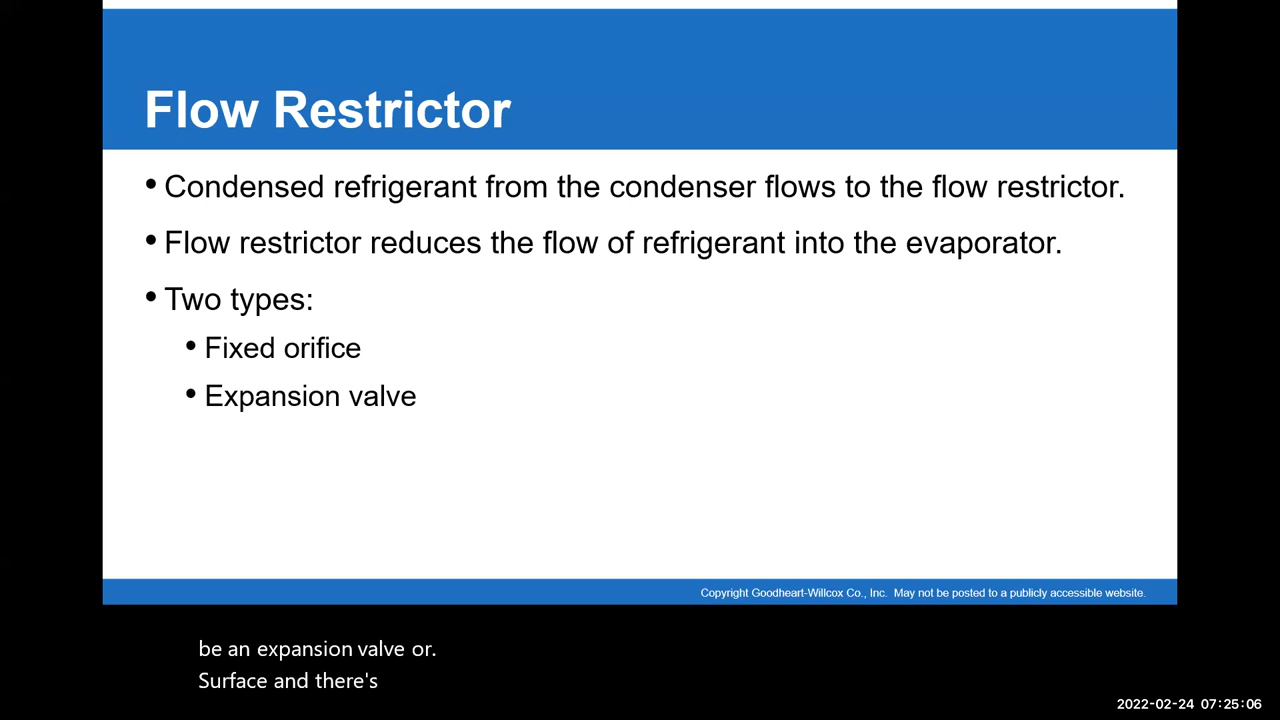 Flow Restrictor
• Condensed refrigerant from the condenser flows to the flow restrictor.
• Flow restrictor reduces the flow of refrigerant into the evaporator.
• Two types:
• Fixed orifice
• Expansion valve
Copyright Goodheart-Willcox Co., Inc.  May not be posted to a publicly accessible website.
be an expansion valve or.
Surface and there's
2022-02-24 07:25:06